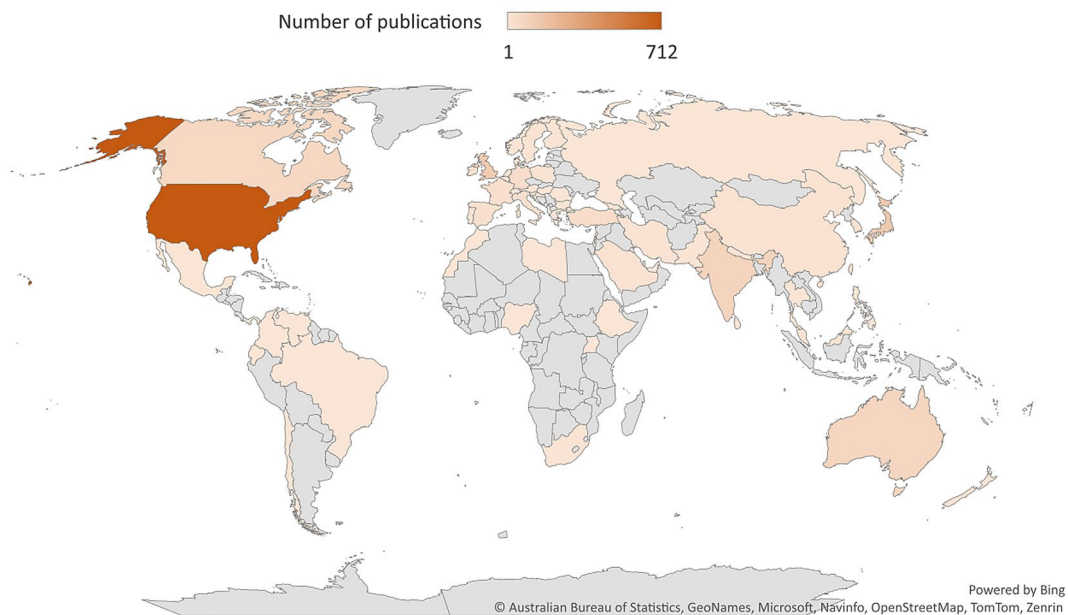 Number of publications
1 712
Powered by Bing
© Australian Bureau of Statistics, GeoNames, Microsoft, Navinfo, OpenStreetMap, TomTom, Zenrin